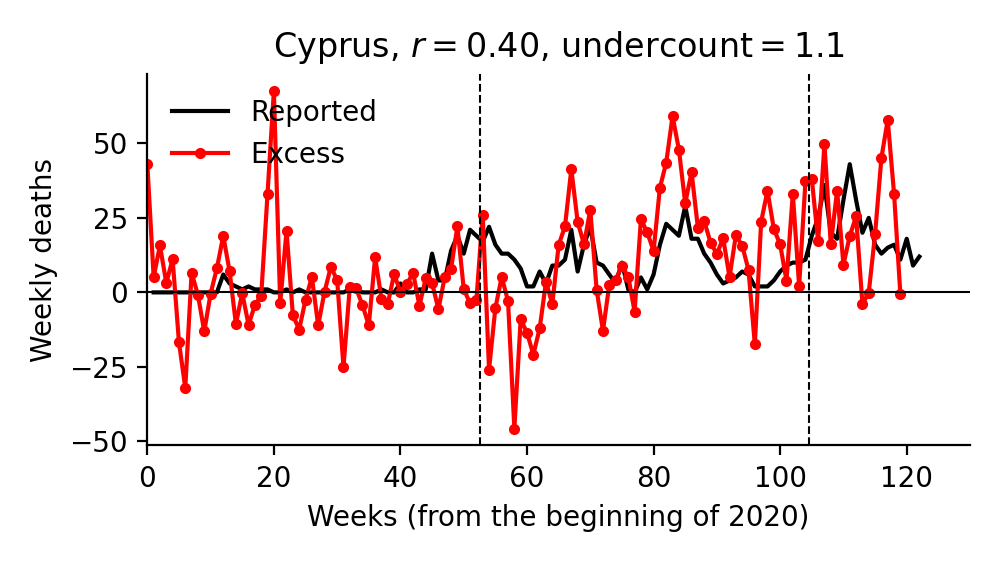 Cyprus, r = 0.40, undercount = 1.1
Reported
Excess
Weekly deaths
50
25
0
−25
−50
0 20 40 60 80 100 120
Weeks (from the beginning of 2020)